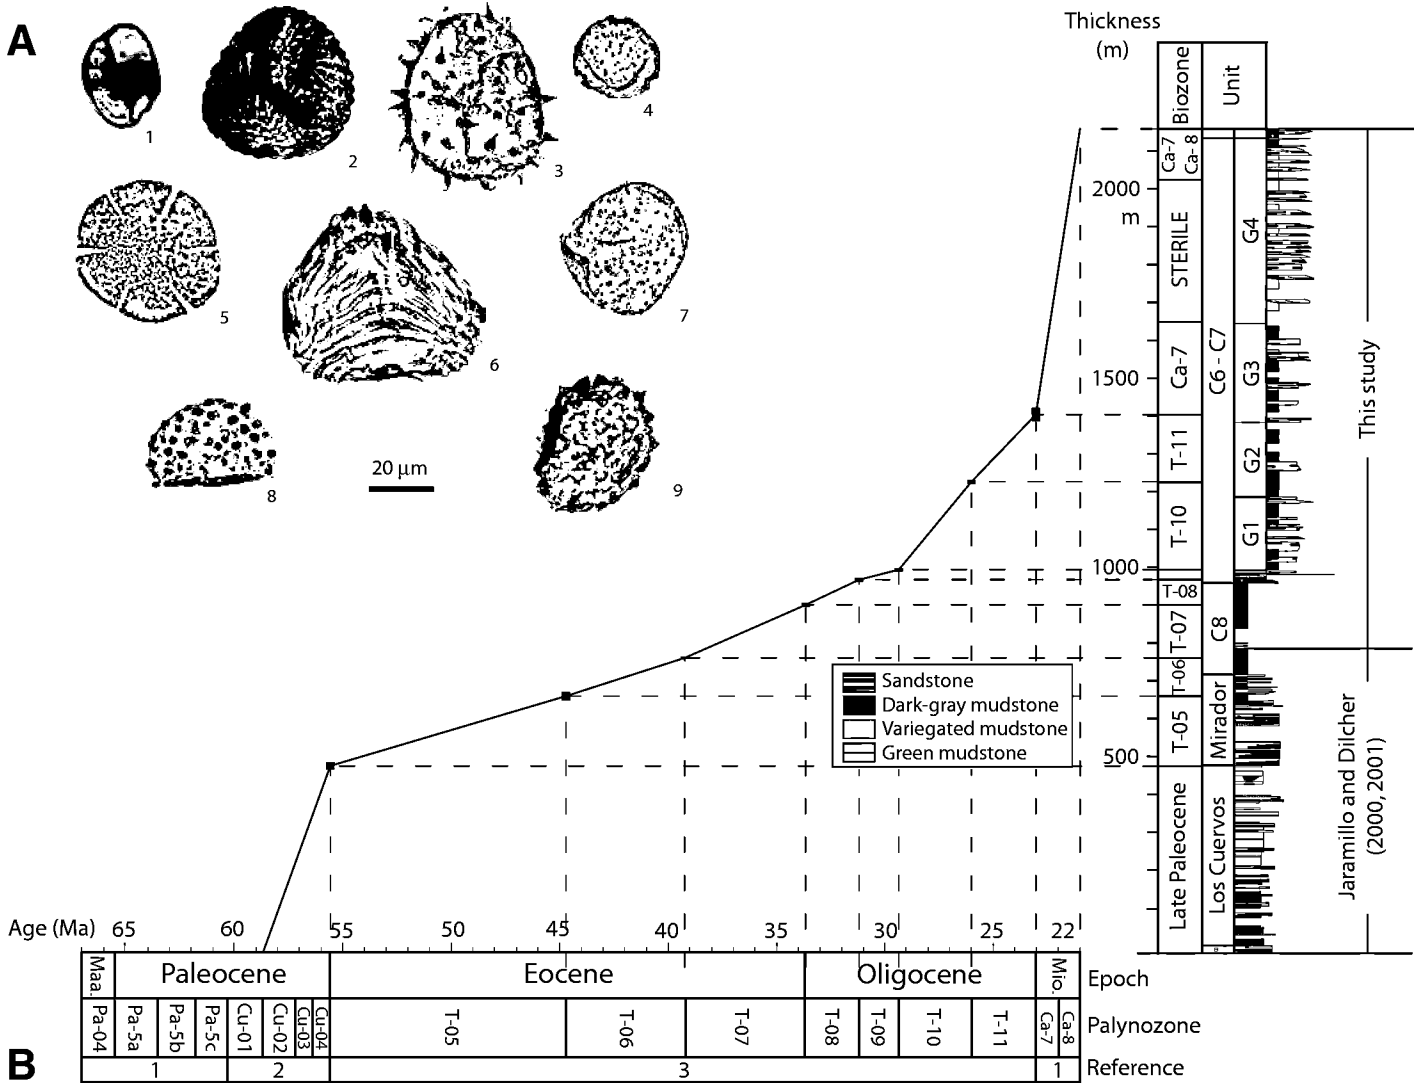 A
1
2
3
4
5
6
7
8
9
20 µm
Thickness
(m)
Biozone
Unit
Ca-7
Ca-8
2000
m
STERILE
G4
Ca-7
C6 - C7
G3
1500
This study
T-11
G2
T-10
G1
1000
T-08
T-07
C8
T-06
Sandstone
Dark-gray mudstone
Variegated mudstone
Green mudstone
T-05
Mirador
500
Late Paleocene
Los Cuervos
Jaramillo and Dilcher
(2000, 2001)
Age (Ma) 65 60 55 50 45 40 35 30 25 22
Maa. Paleocene Eocene Oligocene Mio. Epoch
Pa-04 Pa-5a Pa-5b Pa-5c Cu-01 Cu-02 Cu-03 Cu-04 T-05 T-06 T-07 T-08 T-09 T-10 T-11 Ca-7 Ca-8 Palynozone
B 1 2 3 1 Reference